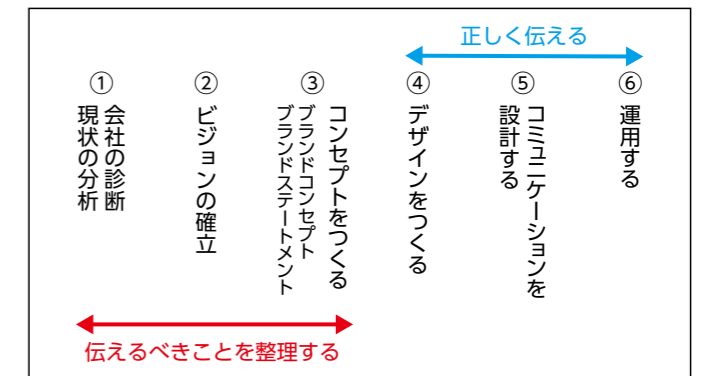 正しく伝える
①
会社の診断
現状の分析
②
ビジョンの確立
③
コンセプトをつくる
ブランドコンセプト
ブランドステートメント
④
デザインをつくる
⑤
コミュニケーションを
設計する
⑥
運用する
伝えるべきことを整理する